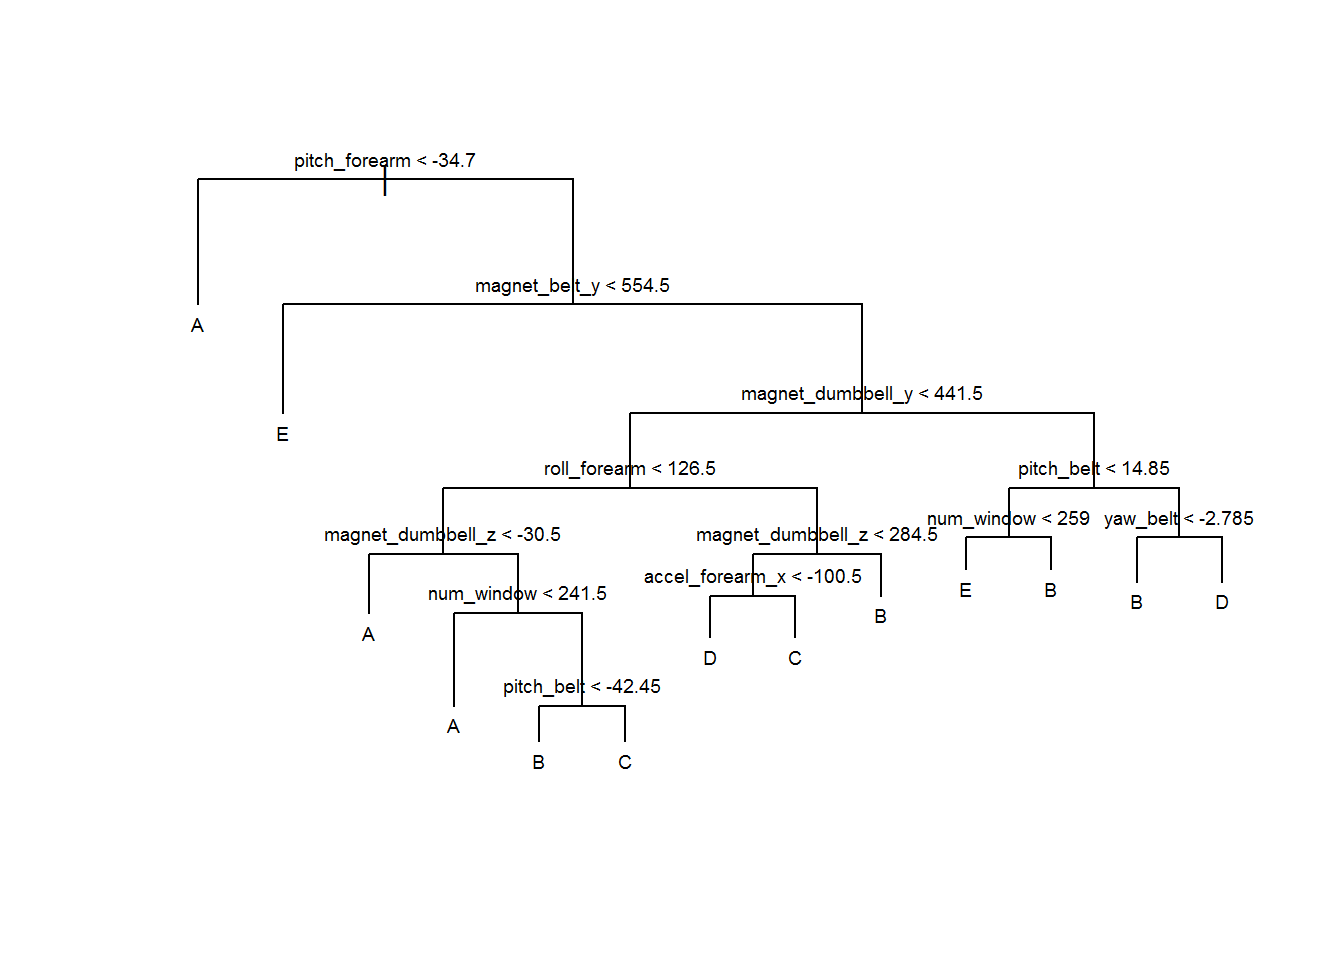 pitch_forearm < -34.7
magnet_belt_y < 554.5
A
magnet_dumbbell_y < 441.5
E
roll_forearm < 126.5
pitch_belt < 14.85
num_window < 259
yaw_belt < -2.785
magnet_dumbbell_z < -30.5
magnet_dumbbell_z < 284.5
accel_forearm_x < -100.5
num_window < 241.5
E
B
B
D
B
A
D
C
pitch_belt < -42.45
A
B
C